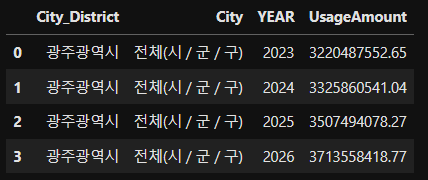 City_District City YEAR UsageAmount
0 광주광역시 전체(시 / 군 / 구) 2023 3220487552.65
1 광주광역시 전체(시 / 군 / 구) 2024 3325860541.04
2 광주광역시 전체(시 / 군 / 구) 2025 3507494078.27
3 광주광역시 전체(시 / 군 / 구) 2026 3713558418.77